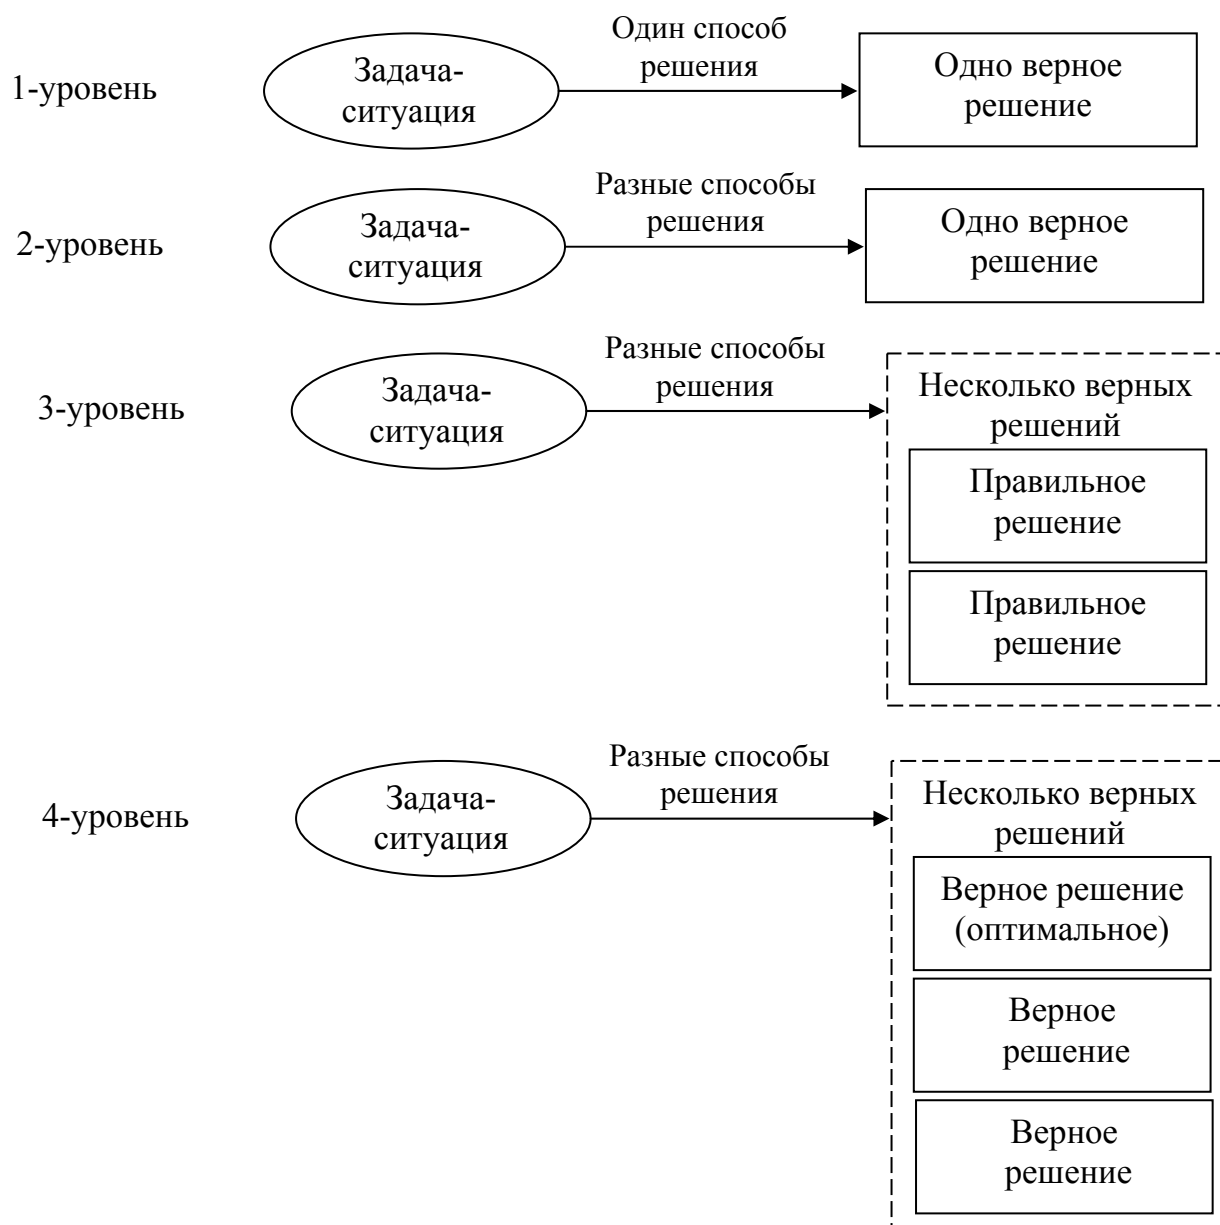 1-уровень
Задача-
ситуация
Один способ
решения
Одно верное
решение
2-уровень
Задача-
ситуация
Разные способы
решения
Одно верное
решение
3-уровень
Задача-
ситуация
Разные способы
решения
Несколько верных
решений
Правильное
решение
Правильное
решение
4-уровень
Задача-
ситуация
Разные способы
решения
Несколько верных
решений
Верное решение
(оптимальное)
Верное
решение
Верное
решение